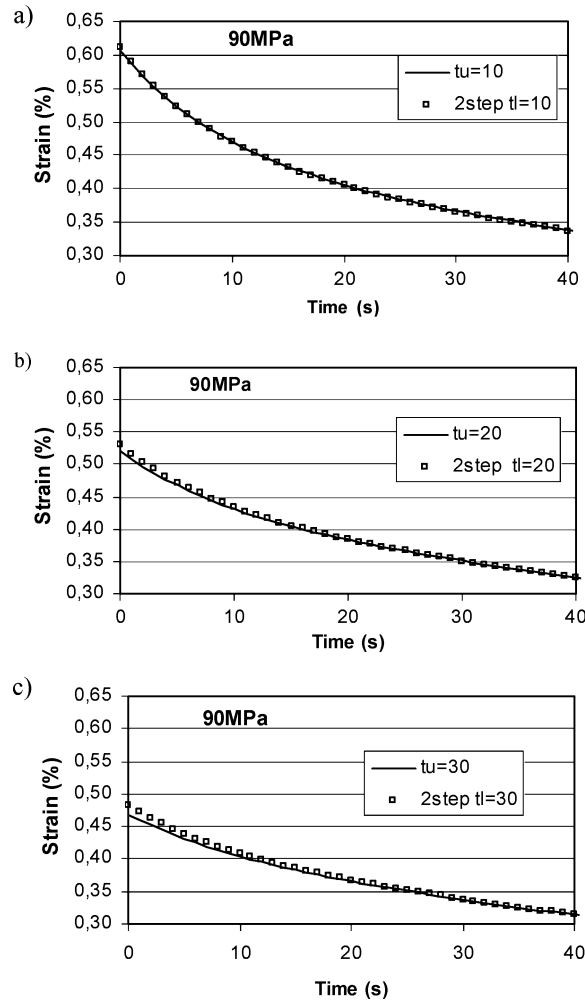 a)
90MPa
tu=10
2step tl=10
Strain (%)
0,65
0,60
0,55
0,50
0,45
0,40
0,35
0,30
0 10 20 30 40
Time (s)
b)
90MPa
tu=20
2step tl=20
Strain (%)
0,65
0,60
0,55
0,50
0,45
0,40
0,35
0,30
0 10 20 30 40
Time (s)
c)
90MPa
tu=30
2step tl=30
Strain (%)
0,65
0,60
0,55
0,50
0,45
0,40
0,35
0,30
0 10 20 30 40
Time (s)